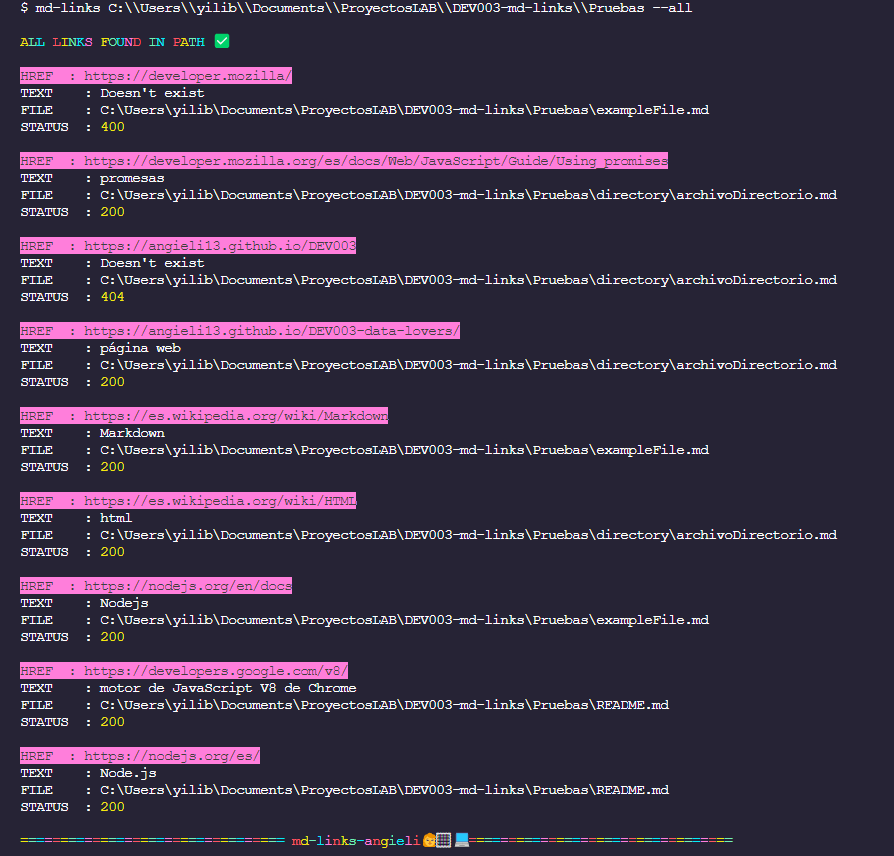 $ md-links C:\\Users\\yilib\\Documents\\ProyectosLAB\\DEV003-md-links\\Pruebas --all
ALL LINKS FOUND IN PATH ✅
HREF : https://developer.mozilla/
TEXT : Doesn't exist
FILE : C:\Users\yilib\Documents\ProyectosLAB\DEV003-md-links\Pruebas\exampleFile.md
STATUS : 400
HREF : https://developer.mozilla.org/es/docs/Web/JavaScript/Guide/Using_promises
TEXT : promesas
FILE : C:\Users\yilib\Documents\ProyectosLAB\DEV003-md-links\Pruebas\directory\archivoDirectorio.md
STATUS : 200
HREF : https://angieli13.github.io/DEV003
TEXT : Doesn't exist
FILE : C:\Users\yilib\Documents\ProyectosLAB\DEV003-md-links\Pruebas\directory\archivoDirectorio.md
STATUS : 404
HREF : https://angieli13.github.io/DEV003-data-lovers/
TEXT : página web
FILE : C:\Users\yilib\Documents\ProyectosLAB\DEV003-md-links\Pruebas\directory\archivoDirectorio.md
STATUS : 200
HREF : https://es.wikipedia.org/wiki/Markdown
TEXT : Markdown
FILE : C:\Users\yilib\Documents\ProyectosLAB\DEV003-md-links\Pruebas\exampleFile.md
STATUS : 200
HREF : https://es.wikipedia.org/wiki/HTML
TEXT : html
FILE : C:\Users\yilib\Documents\ProyectosLAB\DEV003-md-links\Pruebas\directory\archivoDirectorio.md
STATUS : 200
HREF : https://nodejs.org/en/docs
TEXT : Nodejs
FILE : C:\Users\yilib\Documents\ProyectosLAB\DEV003-md-links\Pruebas\exampleFile.md
STATUS : 200
HREF : https://developers.google.com/v8/
TEXT : motor de JavaScript V8 de Chrome
FILE : C:\Users\yilib\Documents\ProyectosLAB\DEV003-md-links\Pruebas\README.md
STATUS : 200
HREF : https://nodejs.org/es/
TEXT : Node.js
FILE : C:\Users\yilib\Documents\ProyectosLAB\DEV003-md-links\Pruebas\README.md
STATUS : 200
================================= md-links-angieli =================================